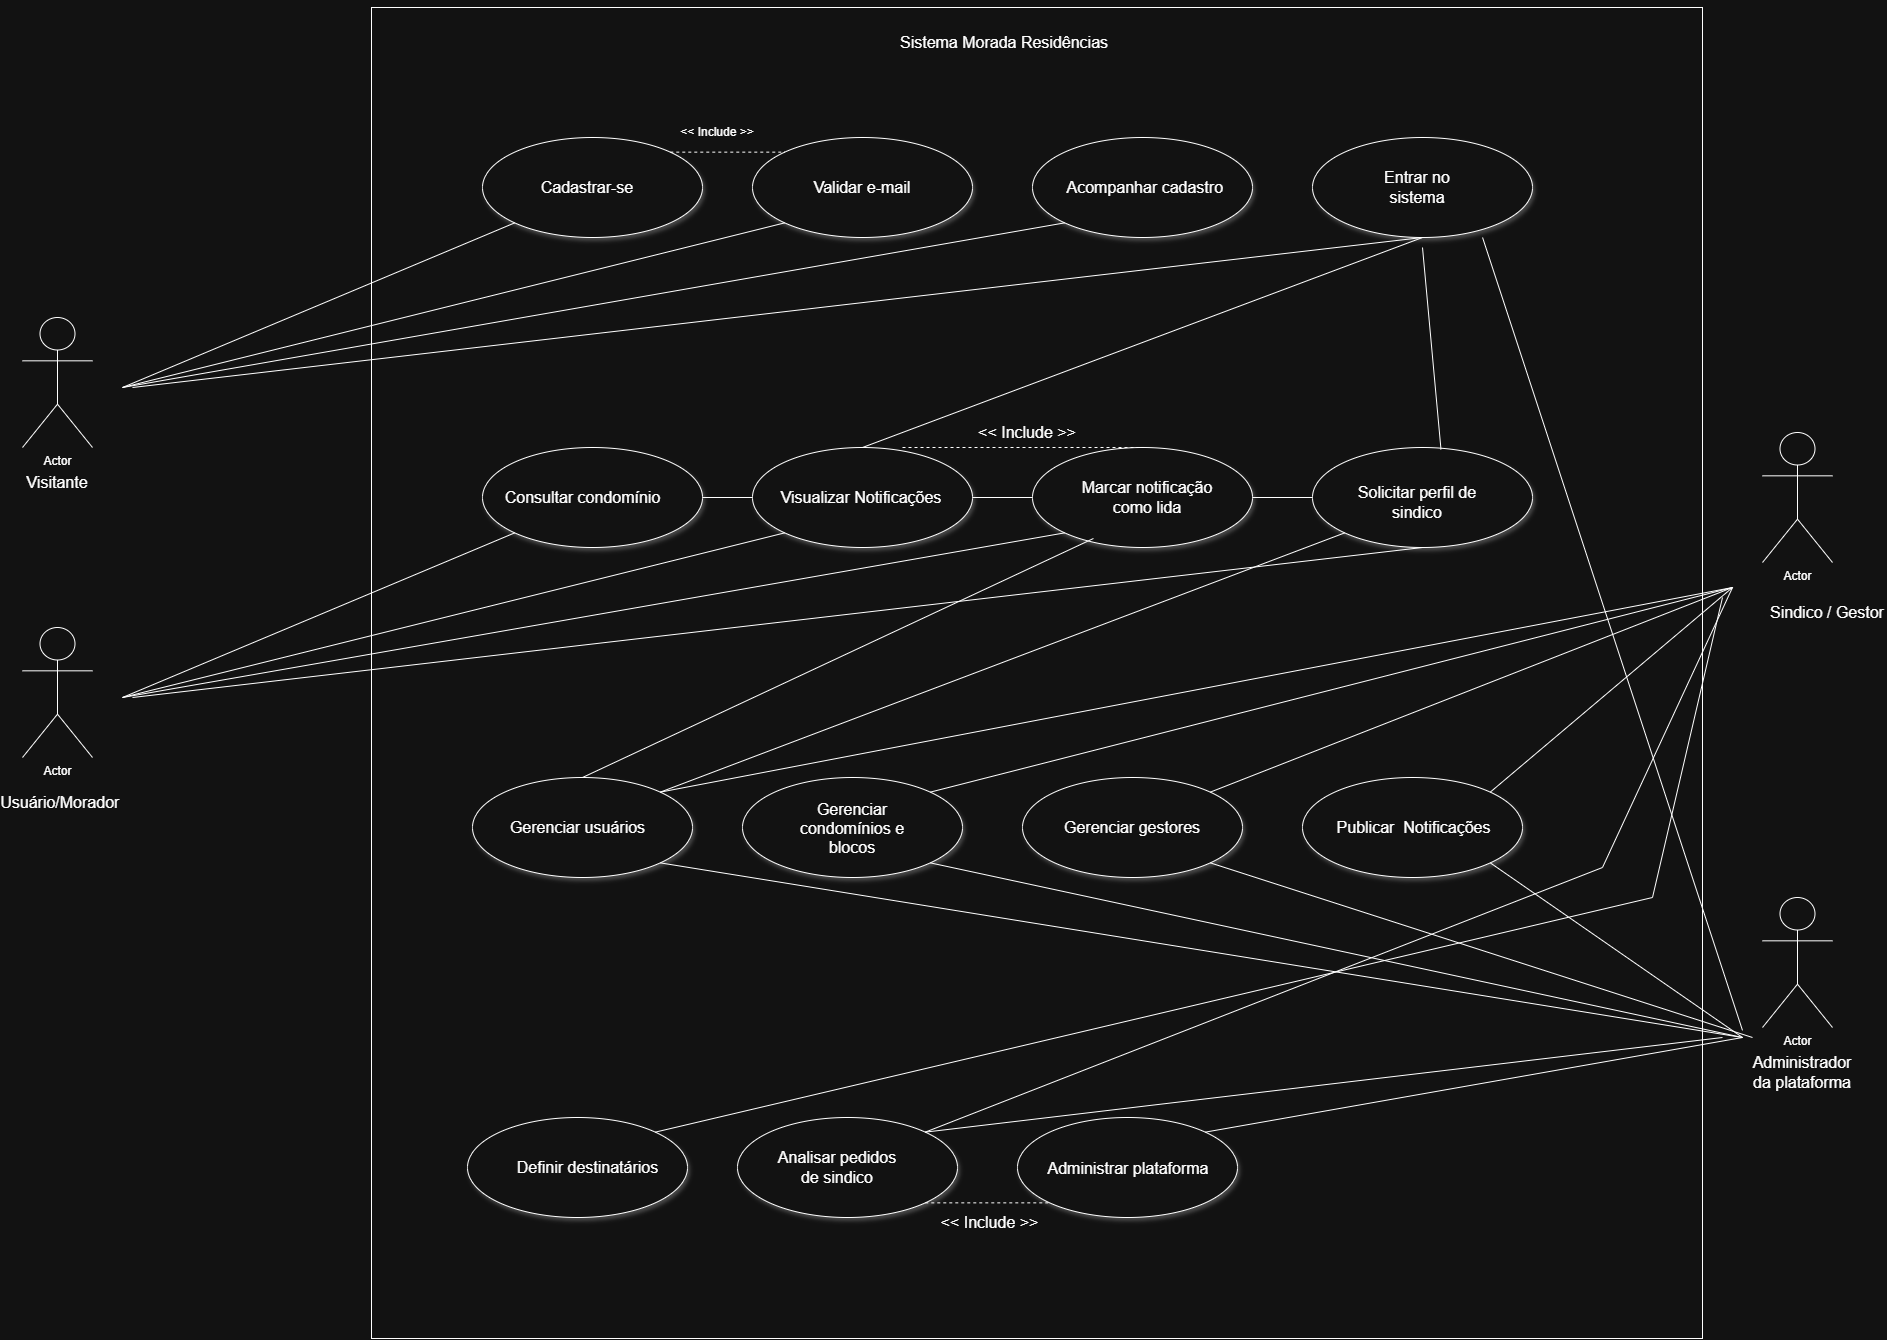 Sistema Morada Residências
<< Include >>
Cadastrar-se
Validar e-mail
Acompanhar cadastro
Entrar no
sistema
Actor
Visitante
<< Include >>
Consultar condomínio
Visualizar Notificações
Marcar notificação
como lida
Solicitar perfil de
sindico
Actor
Sindico / Gestor
Actor
Usuário/Morador
Gerenciar usuários
Gerenciar
condomínios e
blocos
Gerenciar gestores
Publicar  Notificações
Actor
Administrador
da plataforma
Definir destinatários
Analisar pedidos
de sindico
Administrar plataforma
<< Include >>